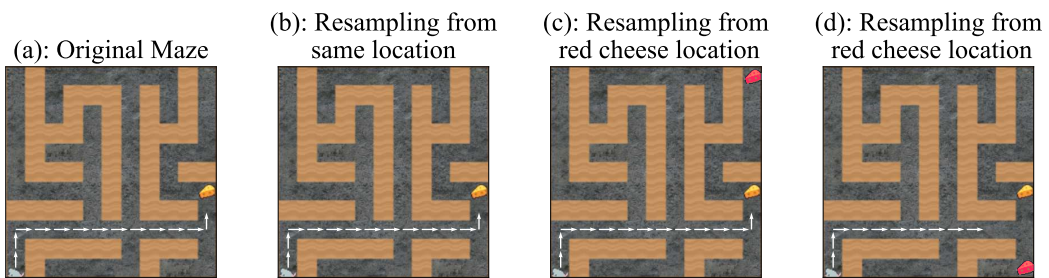 (a): Original Maze
(b): Resampling from
same location
(c): Resampling from
red cheese location
(d): Resampling from
red cheese location